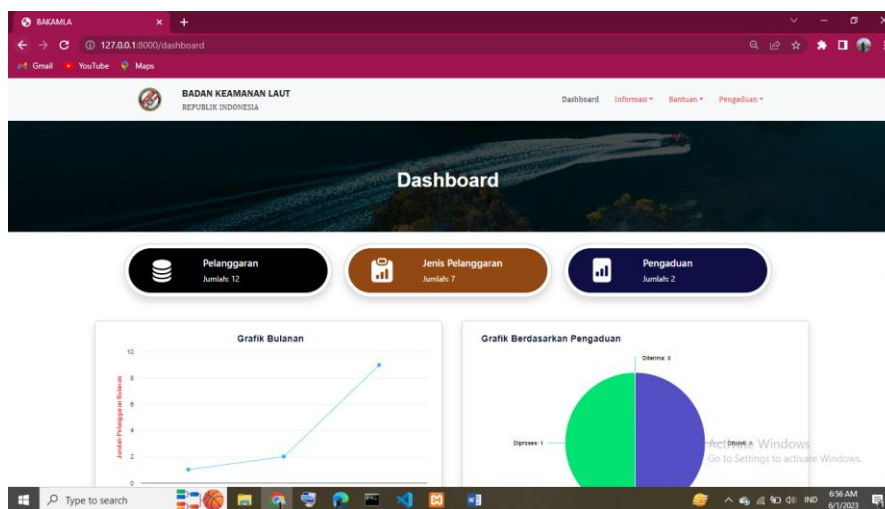 BAKAMLA
127.0.0.1:8000/dashboard
Gmail YouTube Maps
BADAN KEAMANAN LAUT
REPUBLIK INDONESIA
Dashboard Informasi Bantuan Pengaduan
Dashboard
Pelanggaran
Jumlah: 12
Jenis Pelanggaran
Jumlah: 7
Pengaduan
Jumlah: 2
Grafik Bulanan
10
8
6
4
2
0
Jumlah Pelanggaran Bulanan
Grafik Berdasarkan Pengaduan
Diterima: 0
Diproses: 1
Activate Windows
Go to Settings to activate Windows.
Type to search
IND
6:56 AM
6/1/2023